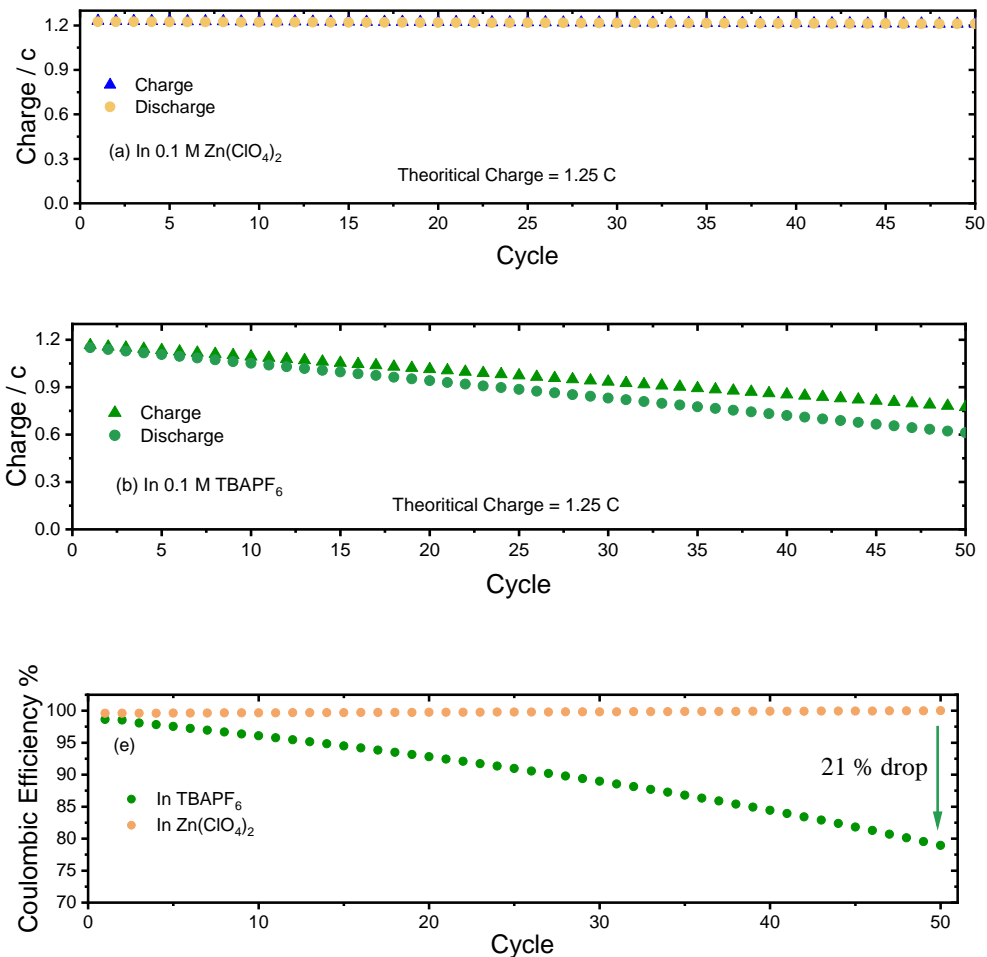 Charge / c
1.2
0.9
0.6
0.3
0.0
Charge
Discharge
(a) In 0.1 M Zn(ClO₄)₂
Theoritical Charge = 1.25 C
0 5 10 15 20 25 30 35 40 45 50
Cycle
Charge / c
1.2
0.9
0.6
0.3
0.0
Charge
Discharge
(b) In 0.1 M TBAPF₆
Theoritical Charge = 1.25 C
0 5 10 15 20 25 30 35 40 45 50
Cycle
Coulombic Efficiency %
100
95
90
85
80
75
70
(e)
In TBAPF₆
In Zn(ClO₄)₂
21 % drop
0 10 20 30 40 50
Cycle